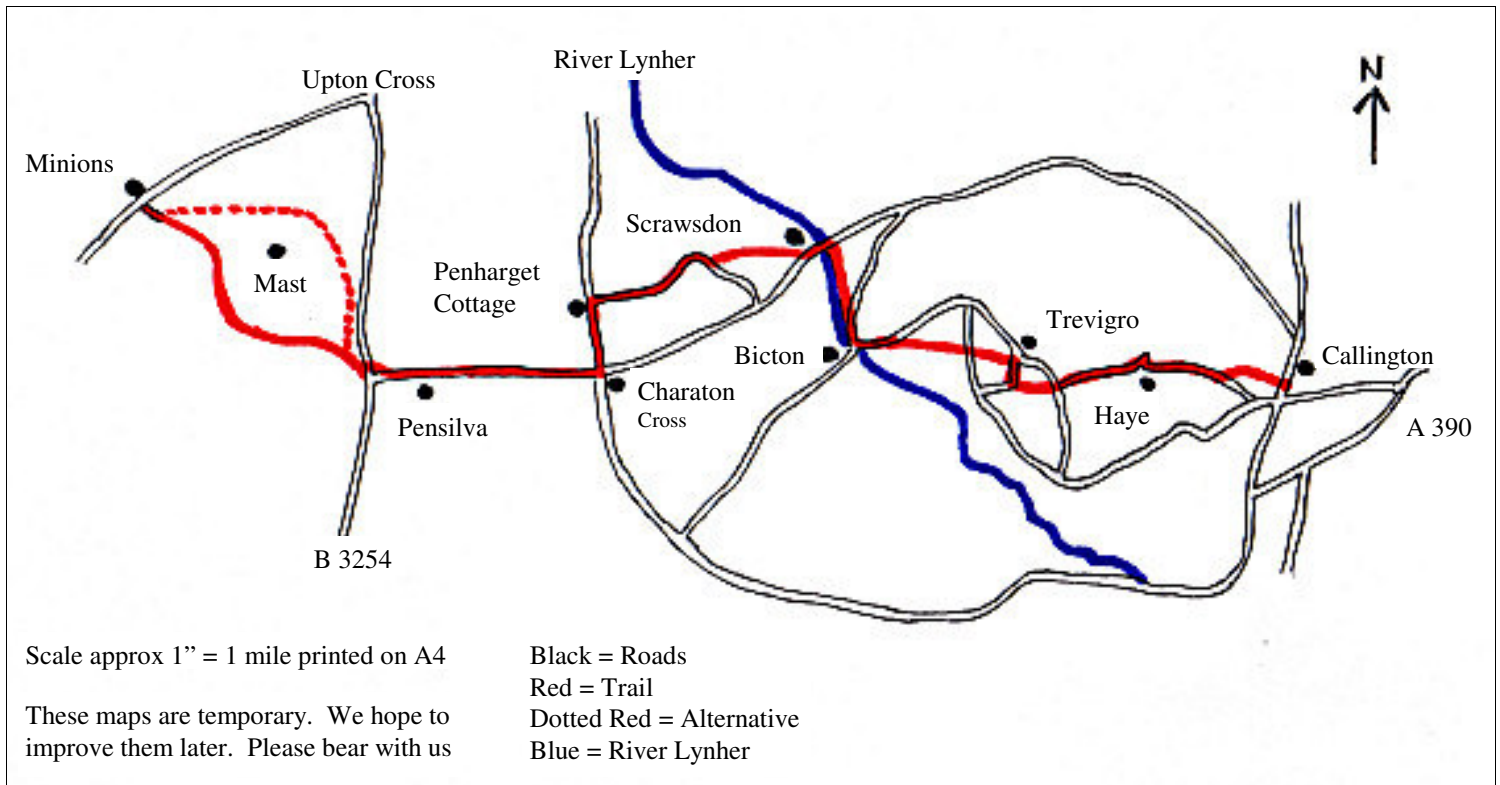 River Lynher
Upton Cross
N
Minions
Scrawsdon
Penharget
Cottage
Mast
Trevigro
Bicton
Callington
Charaton
Cross
Haye
Pensilva
A 390
B 3254
Scale approx 1” = 1 mile printed on A4
These maps are temporary.  We hope to
improve them later.  Please bear with us
Black = Roads
Red = Trail
Dotted Red = Alternative
Blue = River Lynher